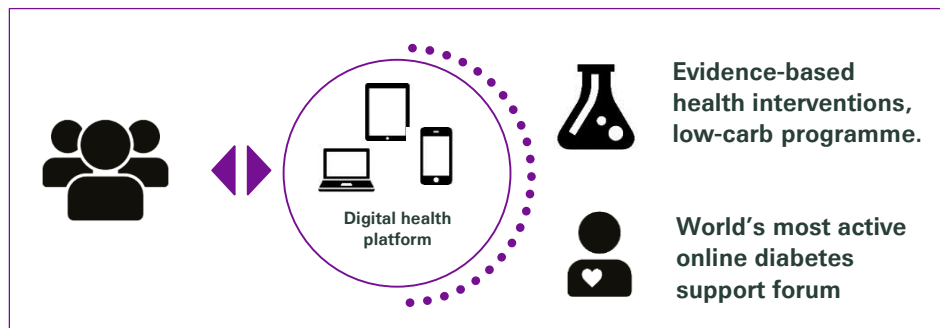 Digital health
platform
Evidence-based
health interventions,
low-carb programme.
World’s most active
online diabetes
support forum